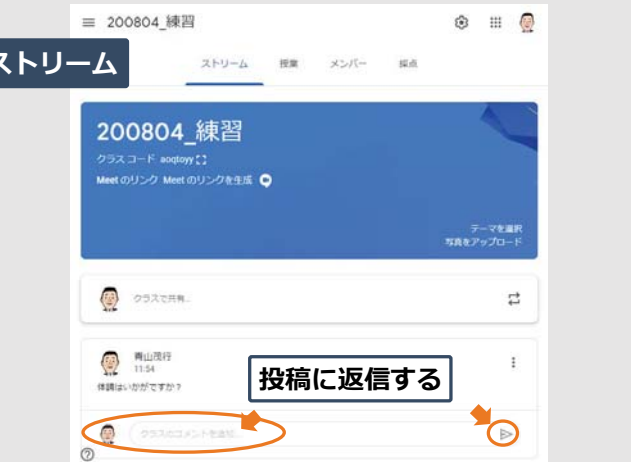 200804_練習
ストリーム
ストリーム 授業 メンバー 採点
200804_練習
クラス コード aoqtoyy
Meet のリンク Meet のリンクを生成
テーマを選択
写真をアップロード
クラスで共有...
青山茂行
11:54
体調はいかがですか？
投稿に返信する
クラスのコメントを追加...